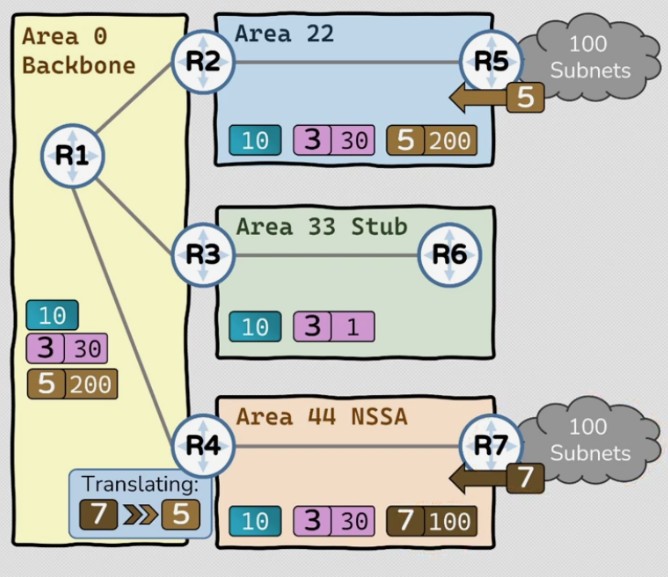 Area 0
Backbone
R1
10
3 30
5 200
R2
Area 22
R5
100
Subnets
5
10 3 30 5 200
R3
Area 33 Stub
R6
10 3 1
R4
Area 44 NSSA
R7
100
Subnets
7
10 3 30 7 100
Translating:
7 5